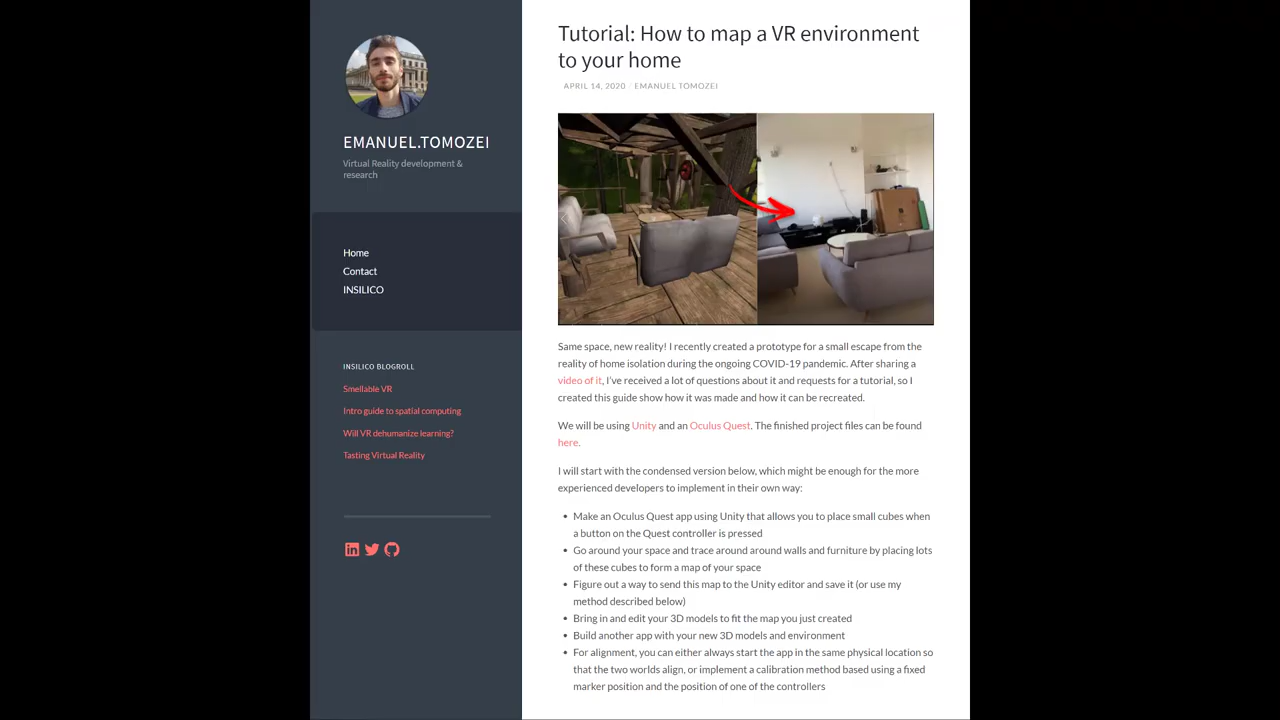 EMANUEL.TOMOZEI
Virtual Reality development &
research
Home
Contact
INSILICO
INSILICO BLOGROLL
Smellable VR
Intro guide to spatial computing
Will VR dehumanize learning?
Tasting Virtual Reality
Tutorial: How to map a VR environment
to your home
APRIL 14, 2020 / EMANUEL TOMOZEI
Same space, new reality! I recently created a prototype for a small escape from the
reality of home isolation during the ongoing COVID-19 pandemic. After sharing a
video of it, I've received a lot of questions about it and requests for a tutorial, so I
created this guide show how it was made and how it can be recreated.
We will be using Unity and an Oculus Quest. The finished project files can be found
here.
I will start with the condensed version below, which might be enough for the more
experienced developers to implement in their own way:
• Make an Oculus Quest app using Unity that allows you to place small cubes when
a button on the Quest controller is pressed
• Go around your space and trace around around walls and furniture by placing lots
of these cubes to form a map of your space
• Figure out a way to send this map to the Unity editor and save it (or use my
method described below)
• Bring in and edit your 3D models to fit the map you just created
• Build another app with your new 3D models and environment
• For alignment, you can either always start the app in the same physical location so
that the two worlds align, or implement a calibration method based using a fixed
marker position and the position of one of the controllers